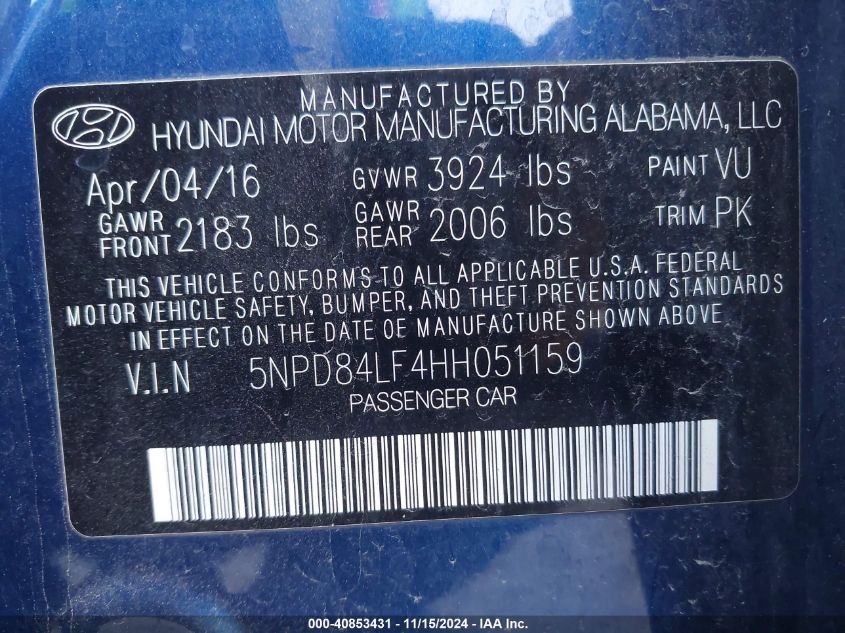 MANUFACTURED BY
HYUNDAI MOTOR MANUFACTURING ALABAMA, LLC
Apr/04/16 GVWR 3924 lbs PAINT VU
GAWR FRONT 2183 lbs GAWR REAR 2006 lbs TRIM PK
THIS VEHICLE CONFORMS TO ALL APPLICABLE U.S.A. FEDERAL
MOTOR VEHICLE SAFETY, BUMPER, AND THEFT PREVENTION STANDARDS
IN EFFECT ON THE DATE OF MANUFACTURE SHOWN ABOVE
V.I.N 5NPD84LF4HH051159
PASSENGER CAR
000-40853431 - 11/15/2024 - IAA Inc.